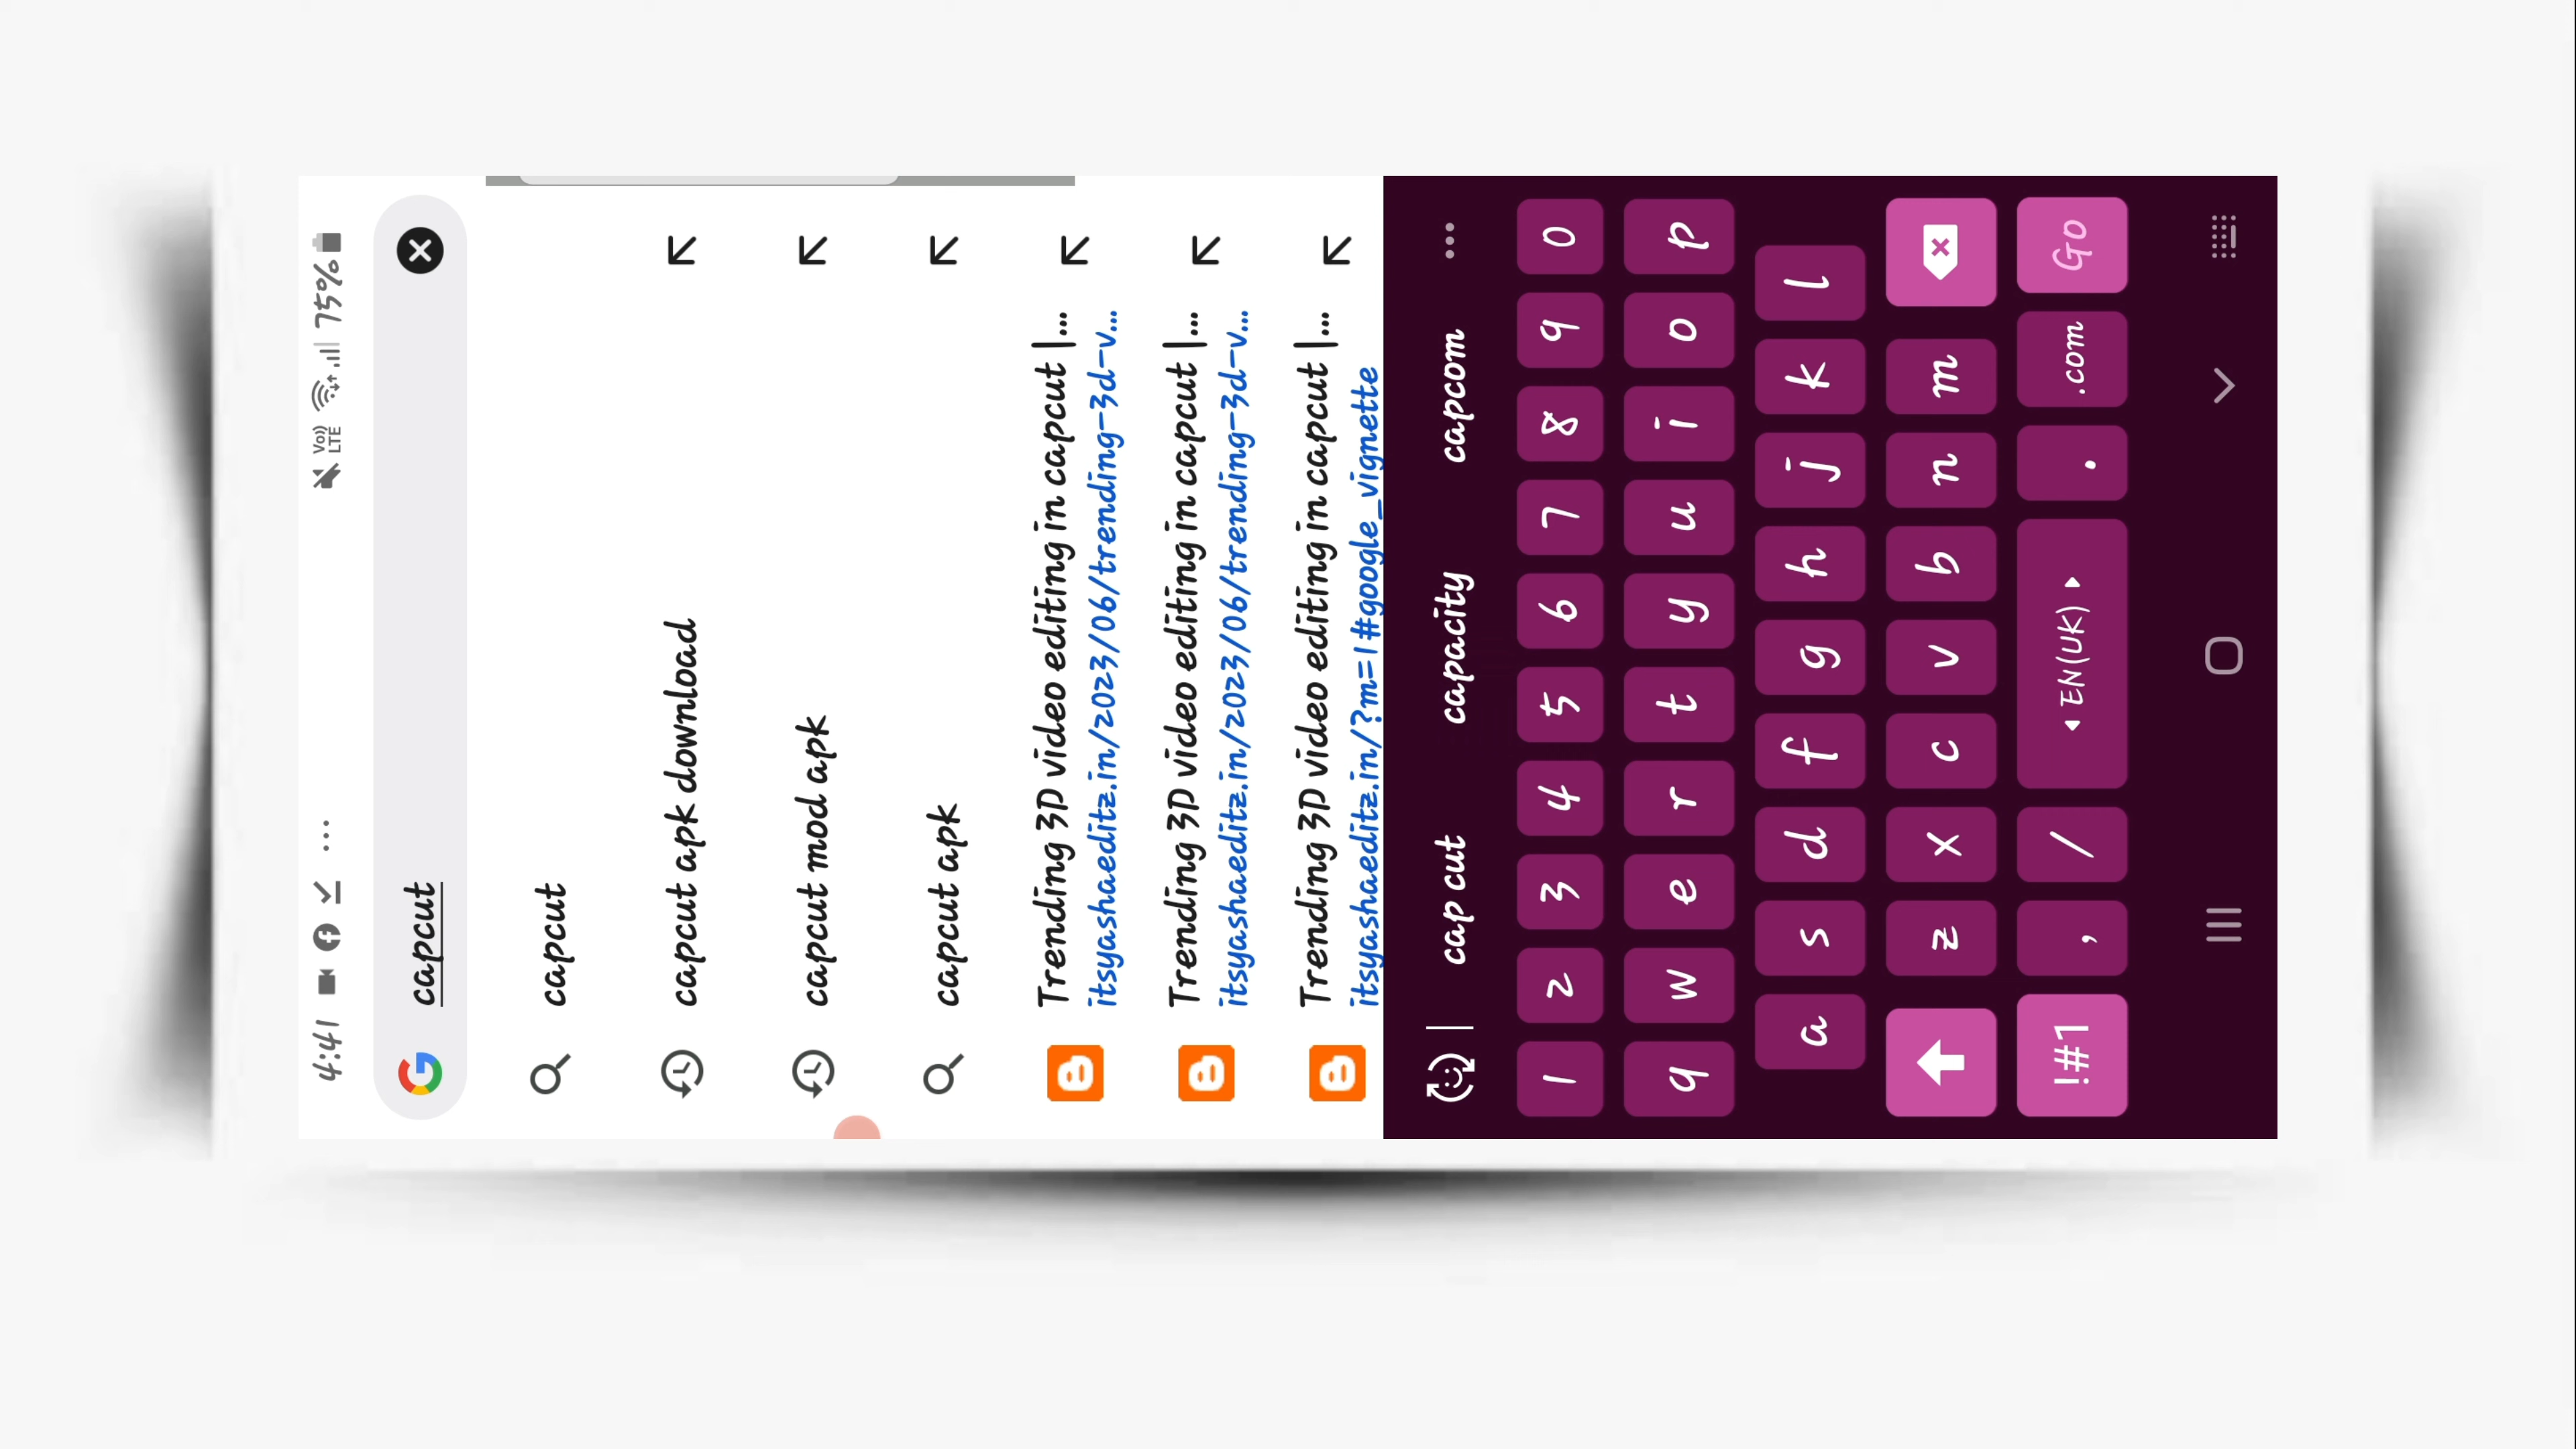 4:41 ... Vo)) LTE 75%
capcut
capcut
capcut apk download
capcut mod apk
capcut apk
Trending 3D video editing in capcut |...
itsyashaeditz.in/2023/06/trending-3d-v...
Trending 3D video editing in capcut |...
itsyashaeditz.in/2023/06/trending-3d-v...
Trending 3D video editing in capcut |...
itsyashaeditz.in/?m=1#google_vignette
cap cut capacity capcom ...
1 2 3 4 5 6 7 8 9 0
q w e r t y u i o p
a s d f g h j k l
z x c v b n m
!#1 , / EN(UK) . .com Go